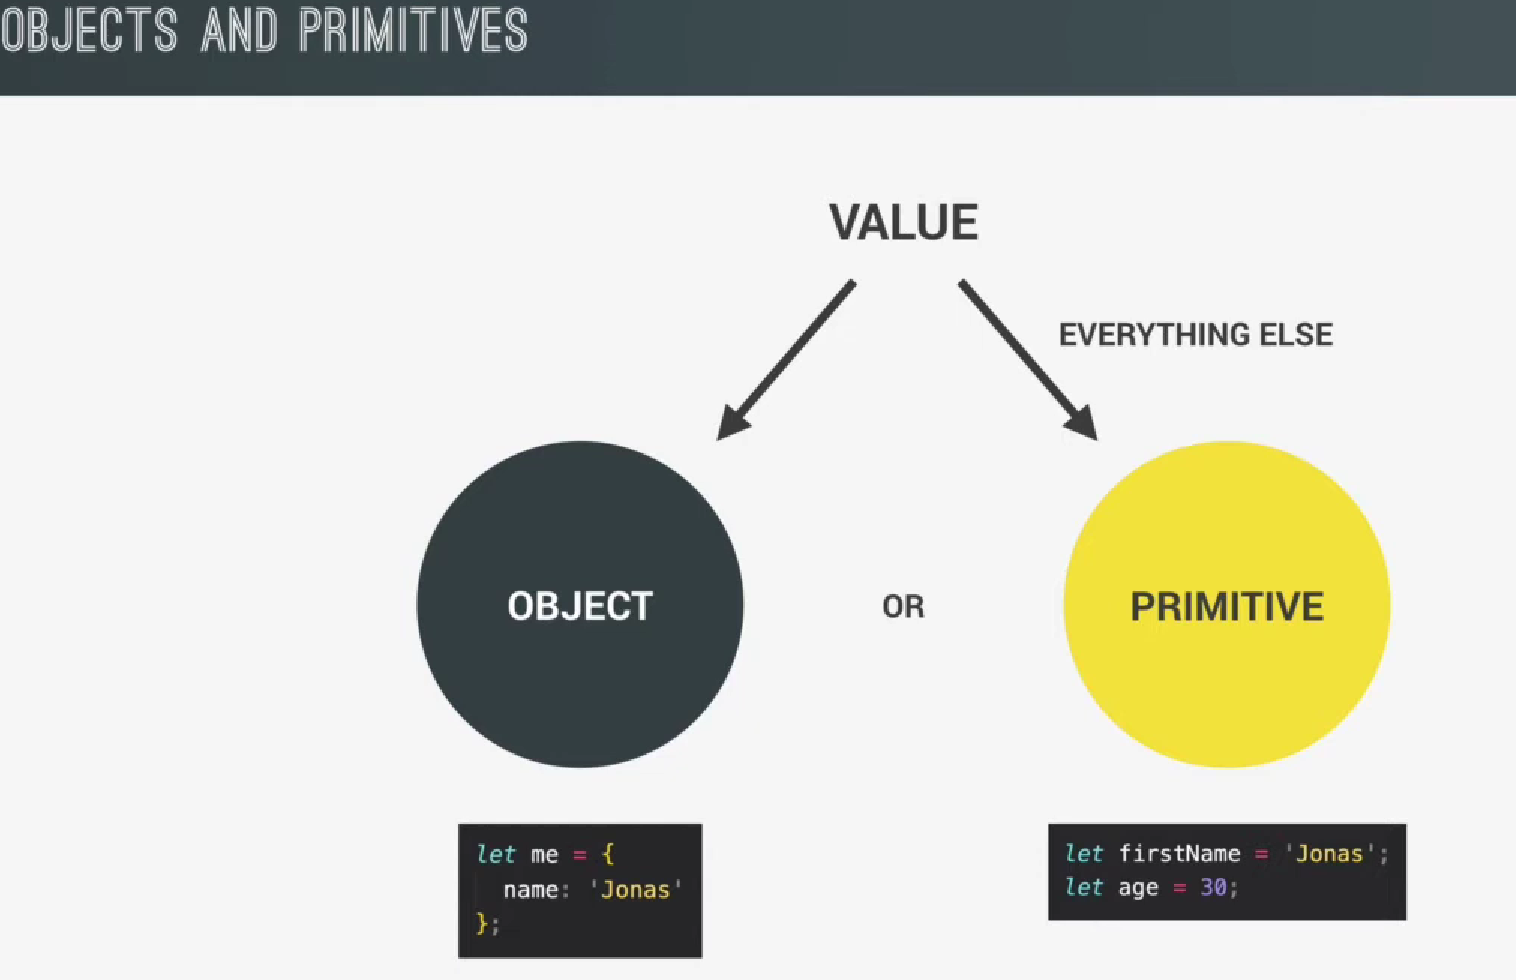 OBJECTS AND PRIMITIVES
VALUE
EVERYTHING ELSE
OBJECT
OR
PRIMITIVE
let me = {
  name: 'Jonas'
};
let firstName = 'Jonas';
let age = 30;